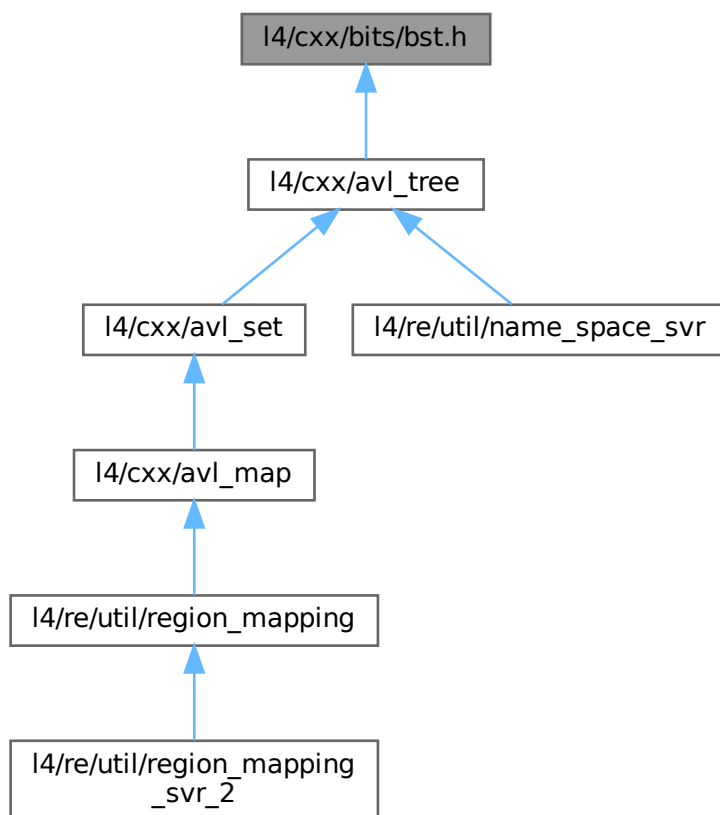 l4/cxx/bits/bst.h
l4/cxx/avl_tree
l4/cxx/avl_set
l4/re/util/name_space_svr
l4/cxx/avl_map
l4/re/util/region_mapping
l4/re/util/region_mapping
_svr_2